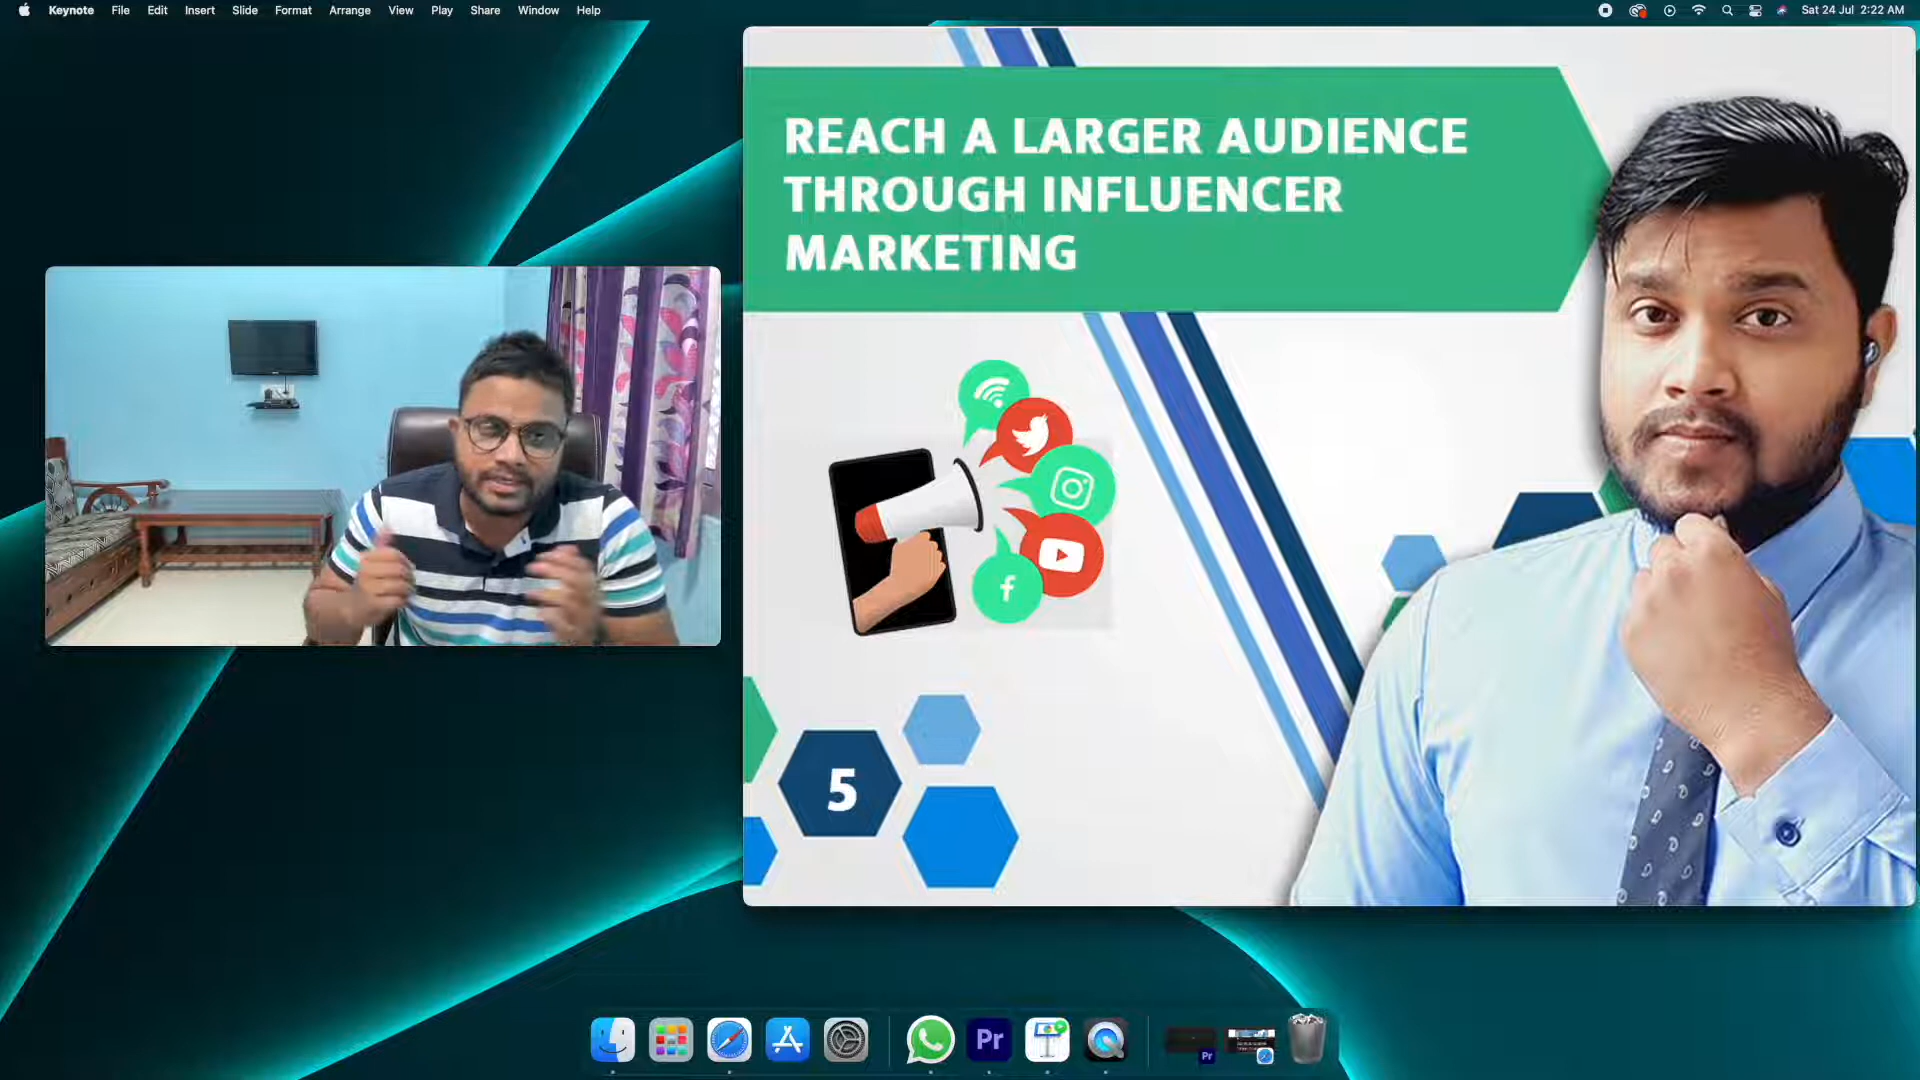 Keynote File Edit Insert Slide Format Arrange View Play Share Window Help
Sat 24 Jul 2:22 AM
REACH A LARGER AUDIENCE
THROUGH INFLUENCER
MARKETING
f
5
Pr
Pr